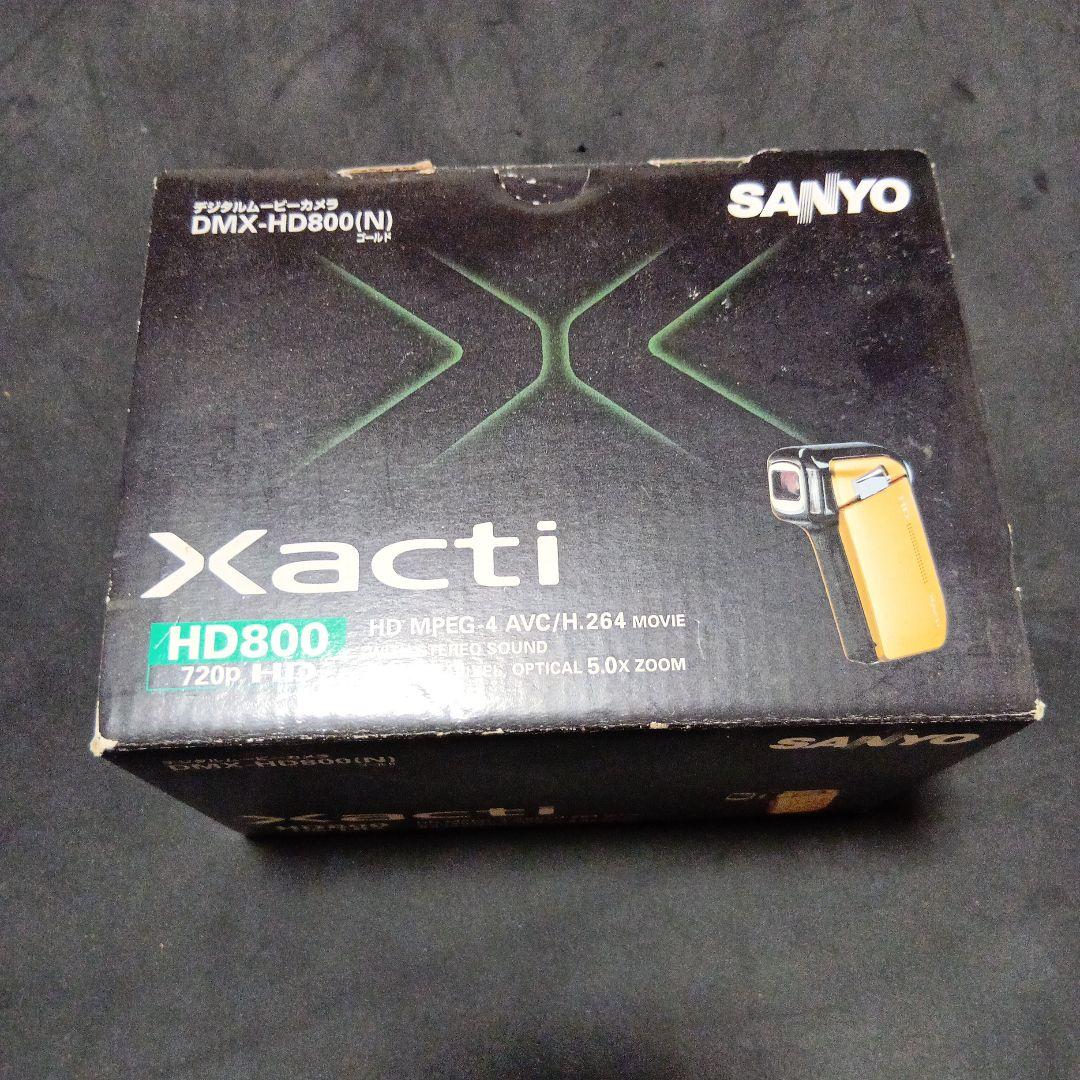 デジタルムービーカメラ
DMX-HD800(N)
ゴールド
SANYO
Xacti
HD800
720p HD
HD MPEG-4 AVC/H.264 MOVIE
STEREO SOUND
OPTICAL 5.0X ZOOM
SANYO
DMX-HD800(N)
Xacti
HD800